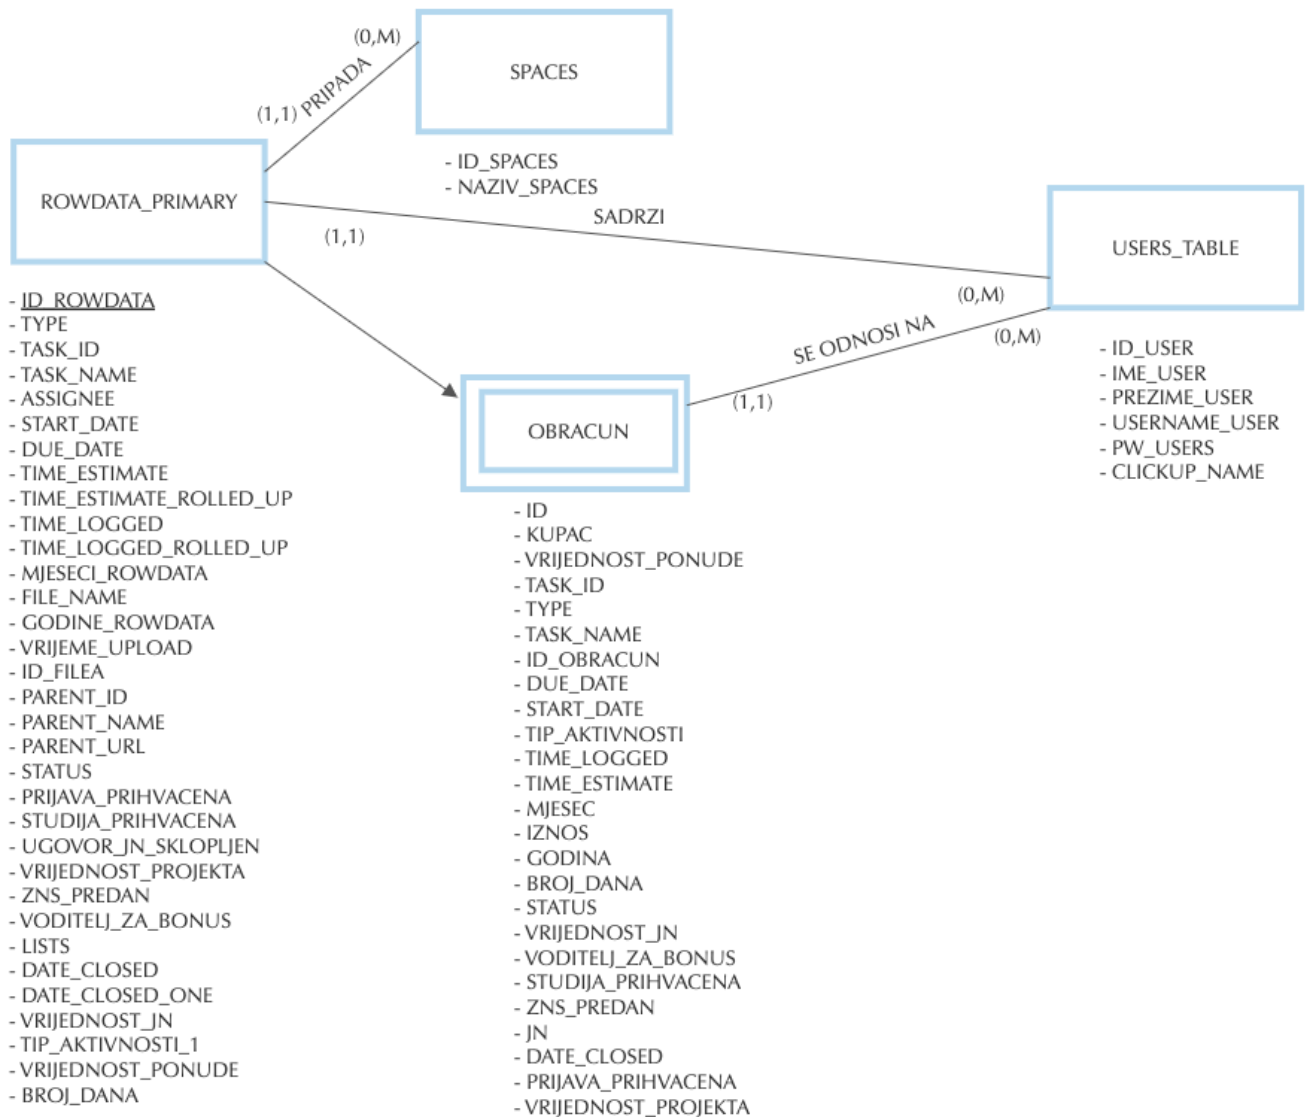 (0,M)
PRIPADA
(1,1)
SPACES
- ID_SPACES
- NAZIV_SPACES
ROWDATA_PRIMARY
(1,1)
SADRZI
(0,M)
USERS_TABLE
- ID_USER
- IME_USER
- PREZIME_USER
- USERNAME_USER
- PW_USERS
- CLICKUP_NAME
SE ODNOSI NA
(0,M)
(1,1)
- ID_ROWDATA
- TYPE
- TASK_ID
- TASK_NAME
- ASSIGNEE
- START_DATE
- DUE_DATE
- TIME_ESTIMATE
- TIME_ESTIMATE_ROLLED_UP
- TIME_LOGGED
- TIME_LOGGED_ROLLED_UP
- MJESECI_ROWDATA
- FILE_NAME
- GODINE_ROWDATA
- VRIJEME_UPLOAD
- ID_FILEA
- PARENT_ID
- PARENT_NAME
- PARENT_URL
- STATUS
- PRIJAVA_PRIHVACENA
- STUDIJA_PRIHVACENA
- UGOVOR_JN_SKLOPLJEN
- VRIJEDNOST_PROJEKTA
- ZNS_PREDAN
- VODITELJ_ZA_BONUS
- LISTS
- DATE_CLOSED
- DATE_CLOSED_ONE
- VRIJEDNOST_JN
- TIP_AKTIVNOSTI_1
- VRIJEDNOST_PONUDE
- BROJ_DANA
OBRACUN
- ID
- KUPAC
- VRIJEDNOST_PONUDE
- TASK_ID
- TYPE
- TASK_NAME
- ID_OBRACUN
- DUE_DATE
- START_DATE
- TIP_AKTIVNOSTI
- TIME_LOGGED
- TIME_ESTIMATE
- MJESEC
- IZNOS
- GODINA
- BROJ_DANA
- STATUS
- VRIJEDNOST_JN
- VODITELJ_ZA_BONUS
- STUDIJA_PRIHVACENA
- ZNS_PREDAN
- JN
- DATE_CLOSED
- PRIJAVA_PRIHVACENA
- VRIJEDNOST_PROJEKTA